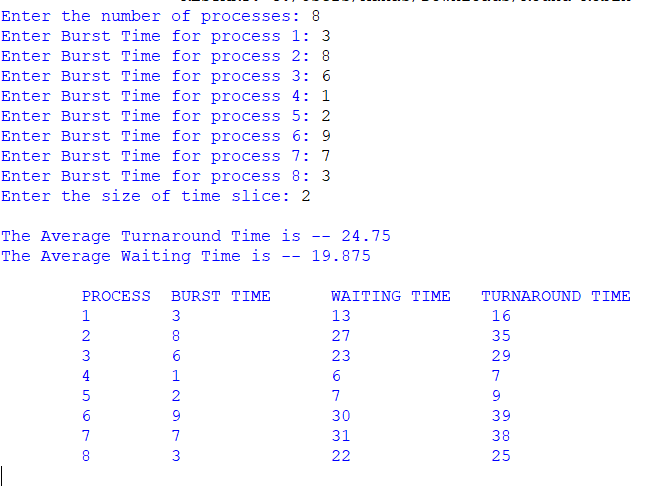 Enter the number of processes: 8
Enter Burst Time for process 1: 3
Enter Burst Time for process 2: 8
Enter Burst Time for process 3: 6
Enter Burst Time for process 4: 1
Enter Burst Time for process 5: 2
Enter Burst Time for process 6: 9
Enter Burst Time for process 7: 7
Enter Burst Time for process 8: 3
Enter the size of time slice: 2
The Average Turnaround Time is -- 24.75
The Average Waiting Time is -- 19.875
PROCESS BURST TIME WAITING TIME TURNAROUND TIME
1 3 13 16
2 8 27 35
3 6 23 29
4 1 6 7
5 2 7 9
6 9 30 39
7 7 31 38
8 3 22 25